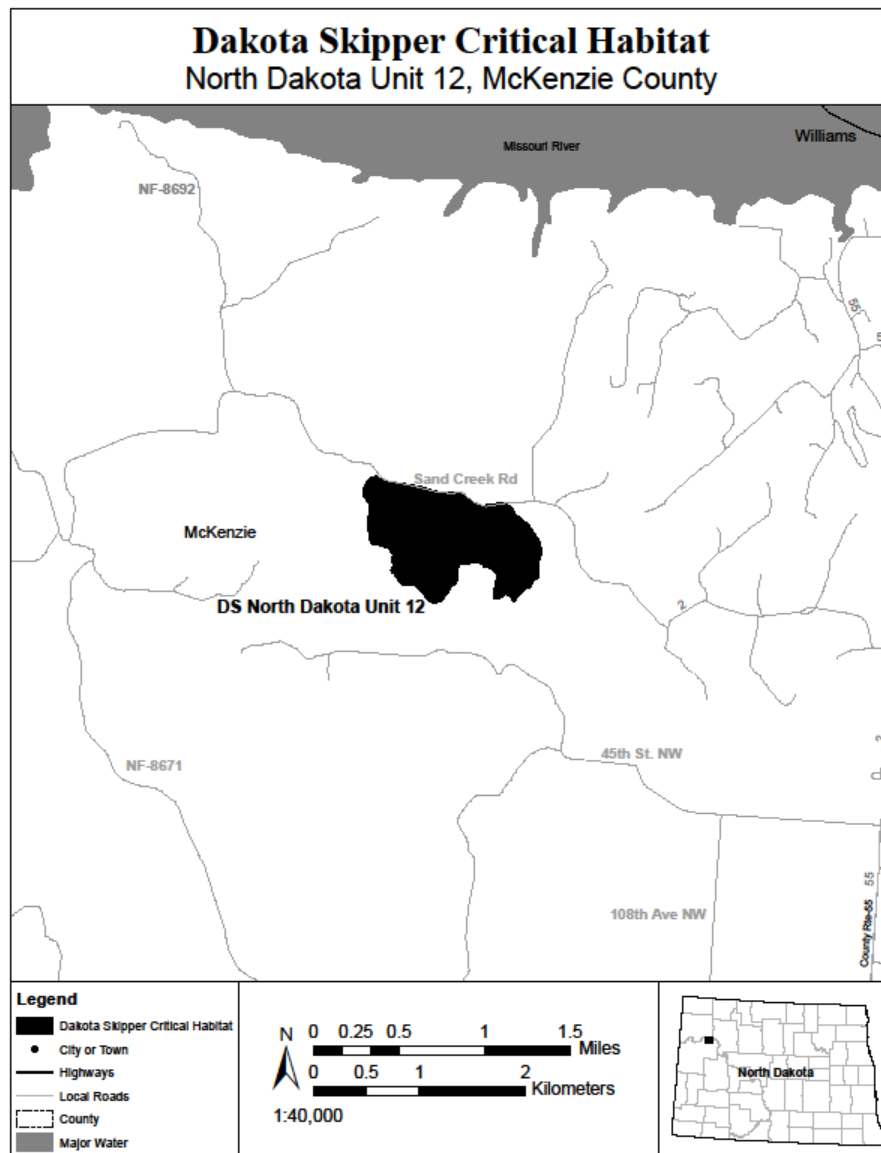 Dakota Skipper Critical Habitat
North Dakota Unit 12, McKenzie County
Williams
Missouri River
NF-8692
55
5
Sand Creek Rd
McKenzie
DS North Dakota Unit 12
2
2
45th St. NW
NF-8671
55
108th Ave NW
County Rte 55
Legend
Dakota Skipper Critical Habitat
City or Town
Highways
Local Roads
County
Major Water
N
0 0.25 0.5 1 1.5
Miles
0 0.5 1 2
Kilometers
1:40,000
North Dakota